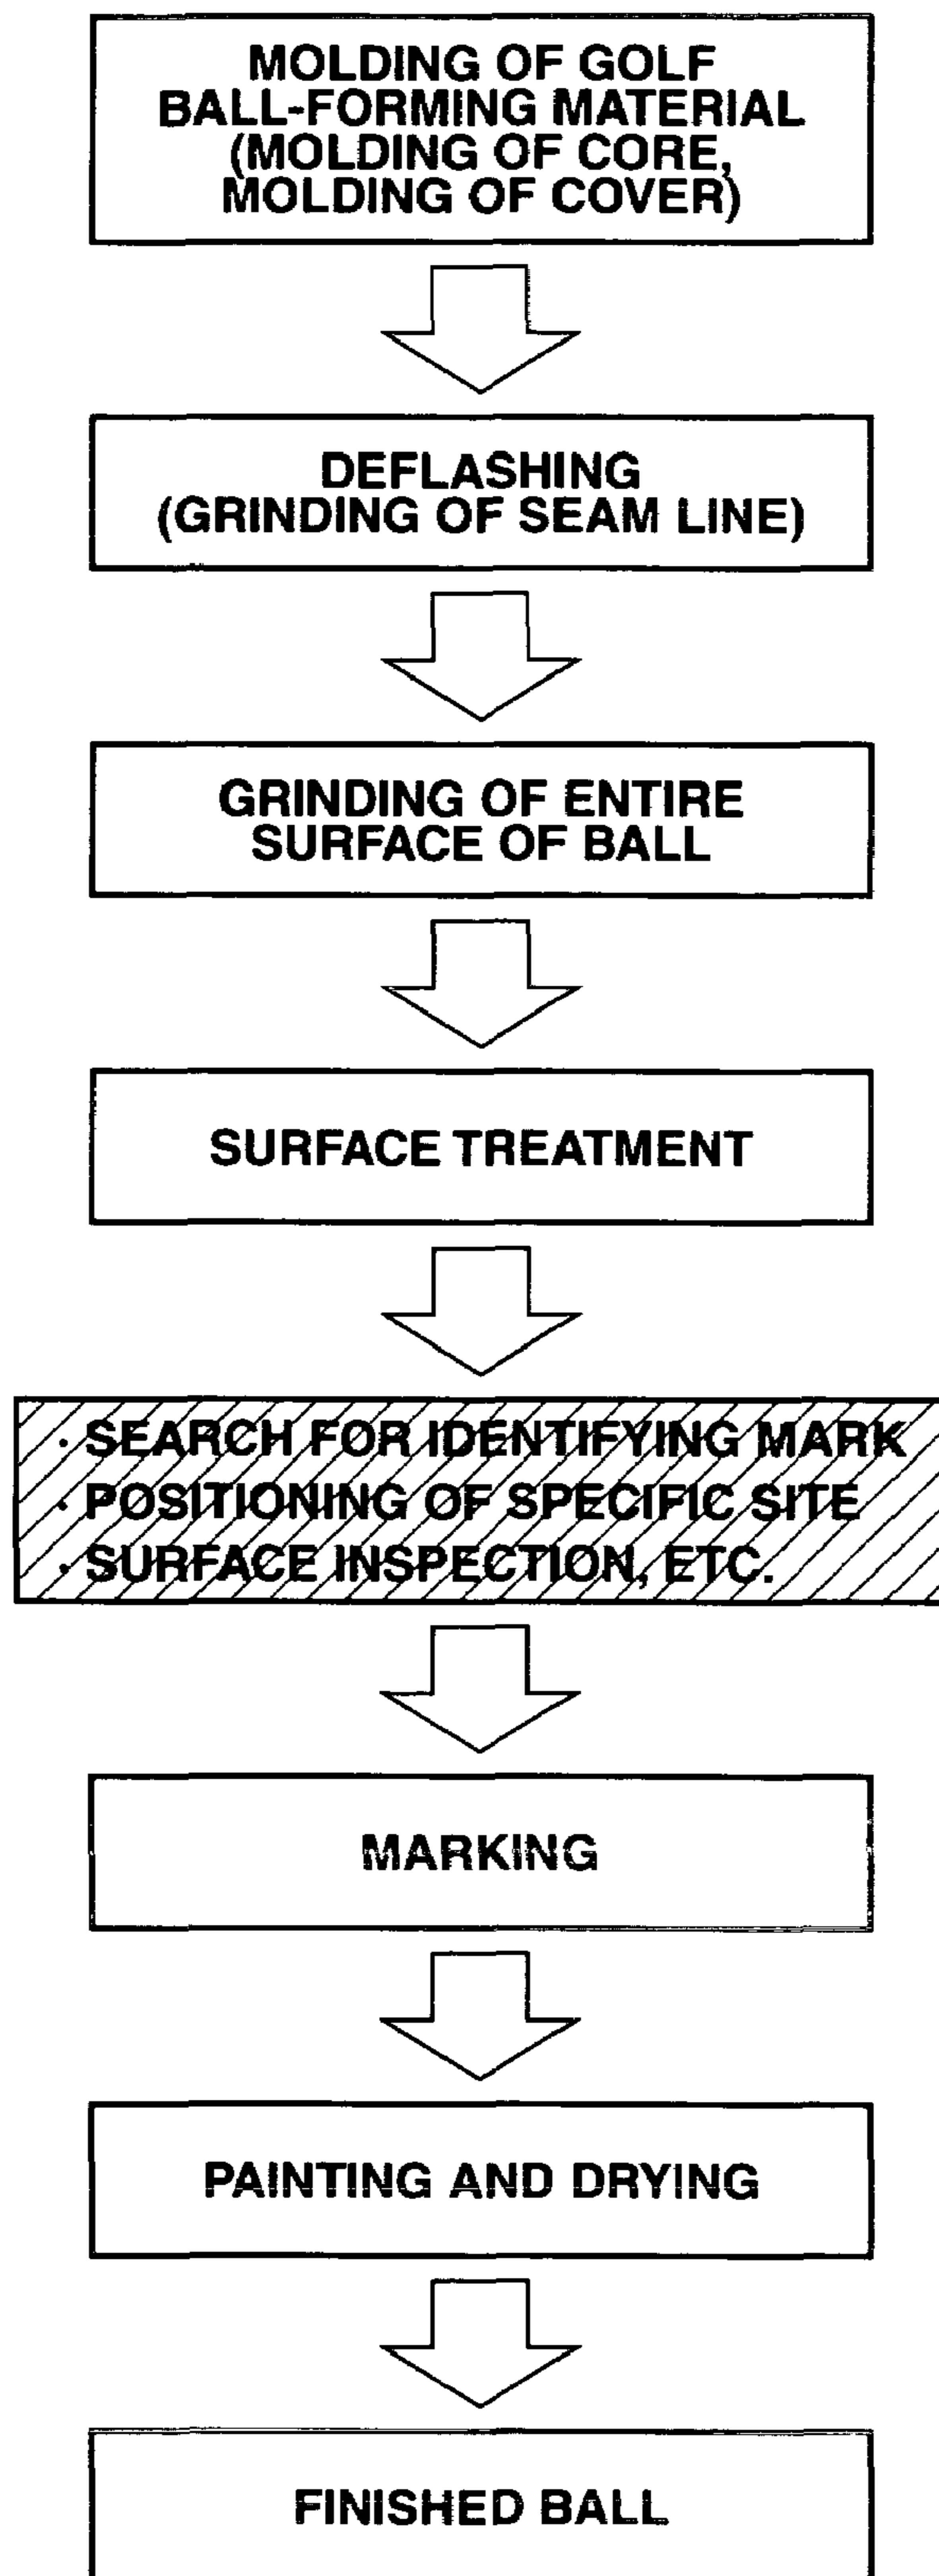 MOLDING OF GOLF
BALL-FORMING MATERIAL
(MOLDING OF CORE,
MOLDING OF COVER)
DEFLASHING
(GRINDING OF SEAM LINE)
GRINDING OF ENTIRE
SURFACE OF BALL
SURFACE TREATMENT
· SEARCH FOR IDENTIFYING MARK
· POSITIONING OF SPECIFIC SITE
· SURFACE INSPECTION, ETC.
MARKING
PAINTING AND DRYING
FINISHED BALL